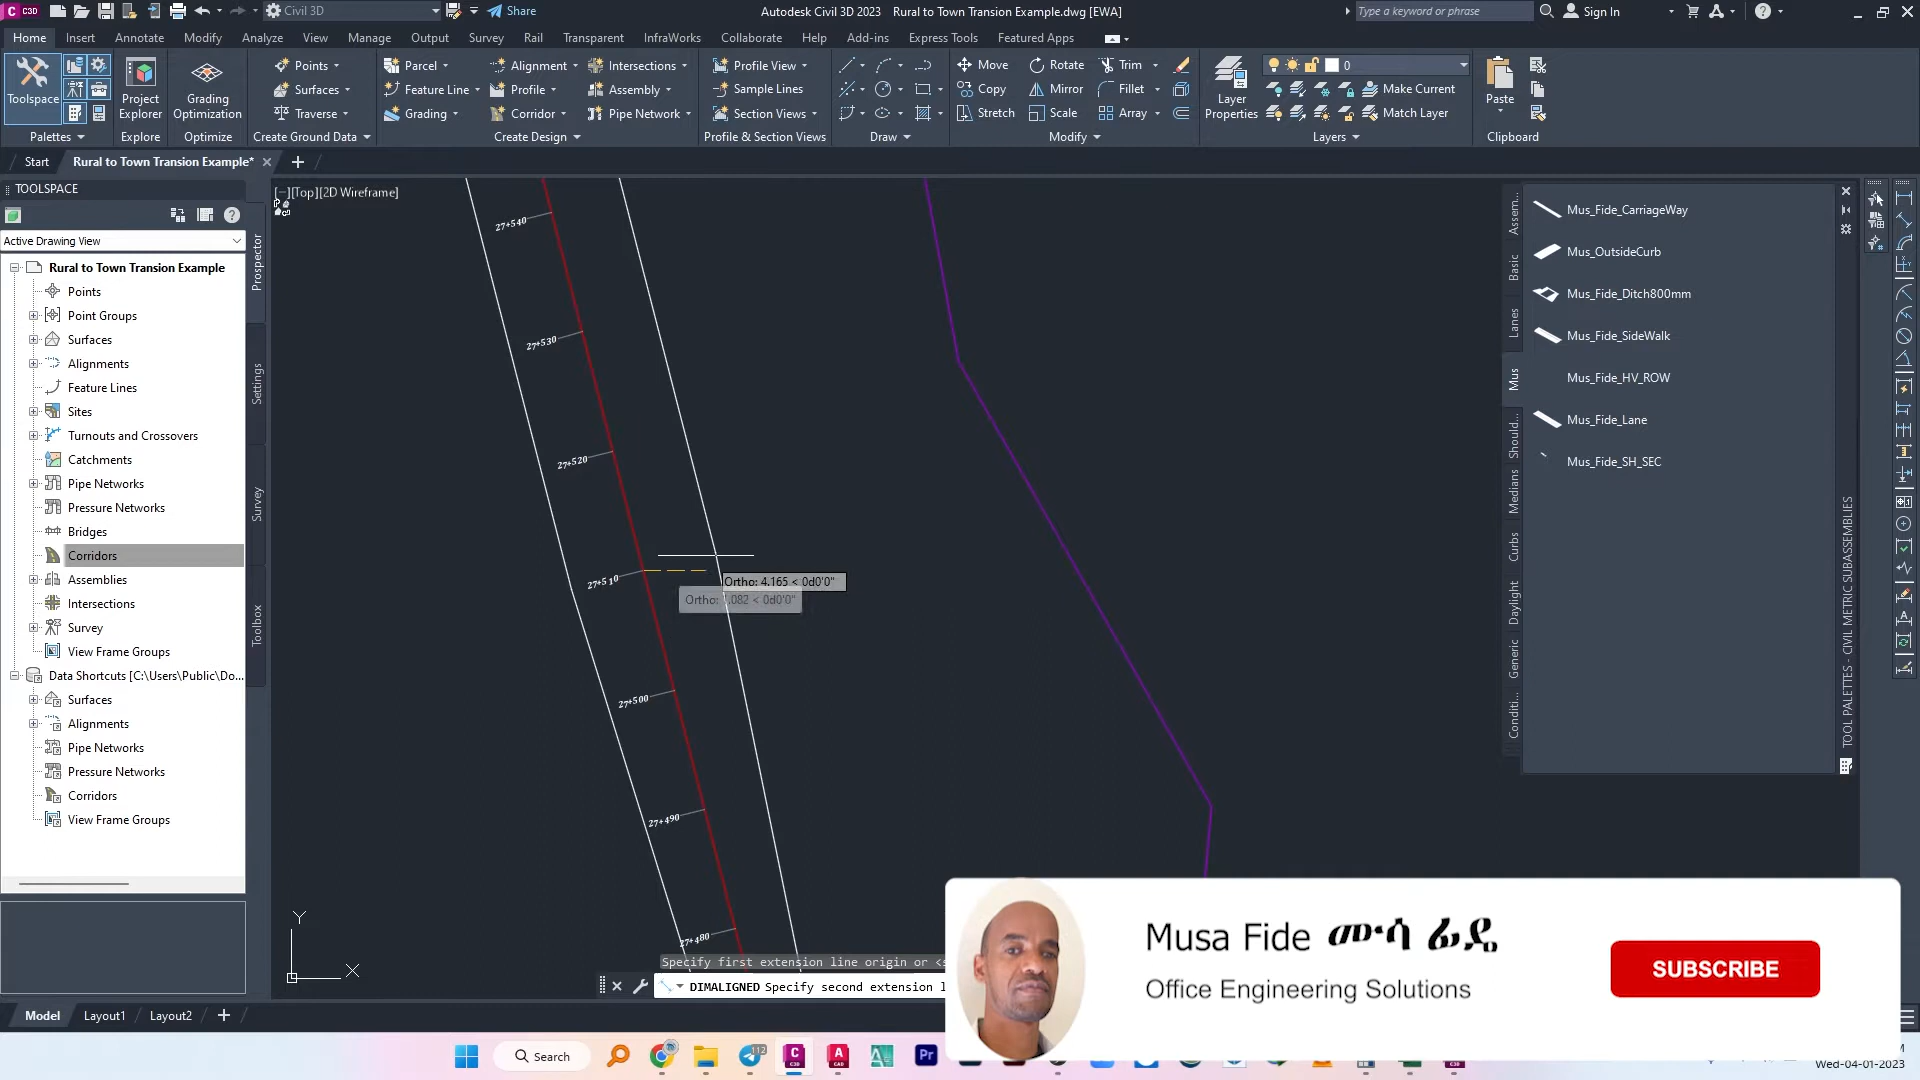 C3D
Civil 3D
Share
Autodesk Civil 3D 2023 Rural to Town Transion Example.dwg [EWA]
Type a keyword or phrase
Sign In
Home Insert Annotate Modify Analyze View Manage Output Survey Rail Transparent InfraWorks Collaborate Help Add-ins Express Tools Featured Apps
Points Parcel Alignment Intersections Profile View Move Rotate Trim 0
Surfaces Feature Line Profile Assembly Sample Lines Copy Mirror Fillet Make Current
Traverse Grading Corridor Pipe Network Section Views Stretch Scale Array Match Layer
Toolspace
Project Explorer
Grading Optimization
Layer Properties
Paste
Palettes Explore Optimize Create Ground Data Create Design Profile & Section Views Draw Modify Layers Clipboard
Start
Rural to Town Transion Example*
TOOLSPACE
Active Drawing View
Rural to Town Transion Example
Points
Point Groups
Surfaces
Alignments
Feature Lines
Sites
Turnouts and Crossovers
Catchments
Pipe Networks
Pressure Networks
Bridges
Corridors
Assemblies
Intersections
Survey
View Frame Groups
Data Shortcuts [C:\Users\Public\Do...
Surfaces
Alignments
Pipe Networks
Pressure Networks
Corridors
View Frame Groups
Prospector
Settings
Survey
Toolbox
[−][Top][2D Wireframe]
27+540
27+530
27+520
27+510
27+500
27+490
27+480
Ortho: 4.165 < 0d0'0"
Y
X
Specify first extension line origin or <s
DIMALIGNED Specify second extension l
Assem...
Basic
Lanes
Mus
Should...
Medians
Curbs
Daylight
Generic
Conditi...
Mus_Fide_CarriageWay
Mus_OutsideCurb
Mus_Fide_Ditch800mm
Mus_Fide_SideWalk
Mus_Fide_HV_ROW
Mus_Fide_Lane
Mus_Fide_SH_SEC
TOOL PALETTES - CIVIL METRIC SUBASSEMBLIES
Musa Fide ሙሳ ፊዴ
Office Engineering Solutions
SUBSCRIBE
Model Layout1 Layout2
Search
112
Pr
Wed-04-01-2023